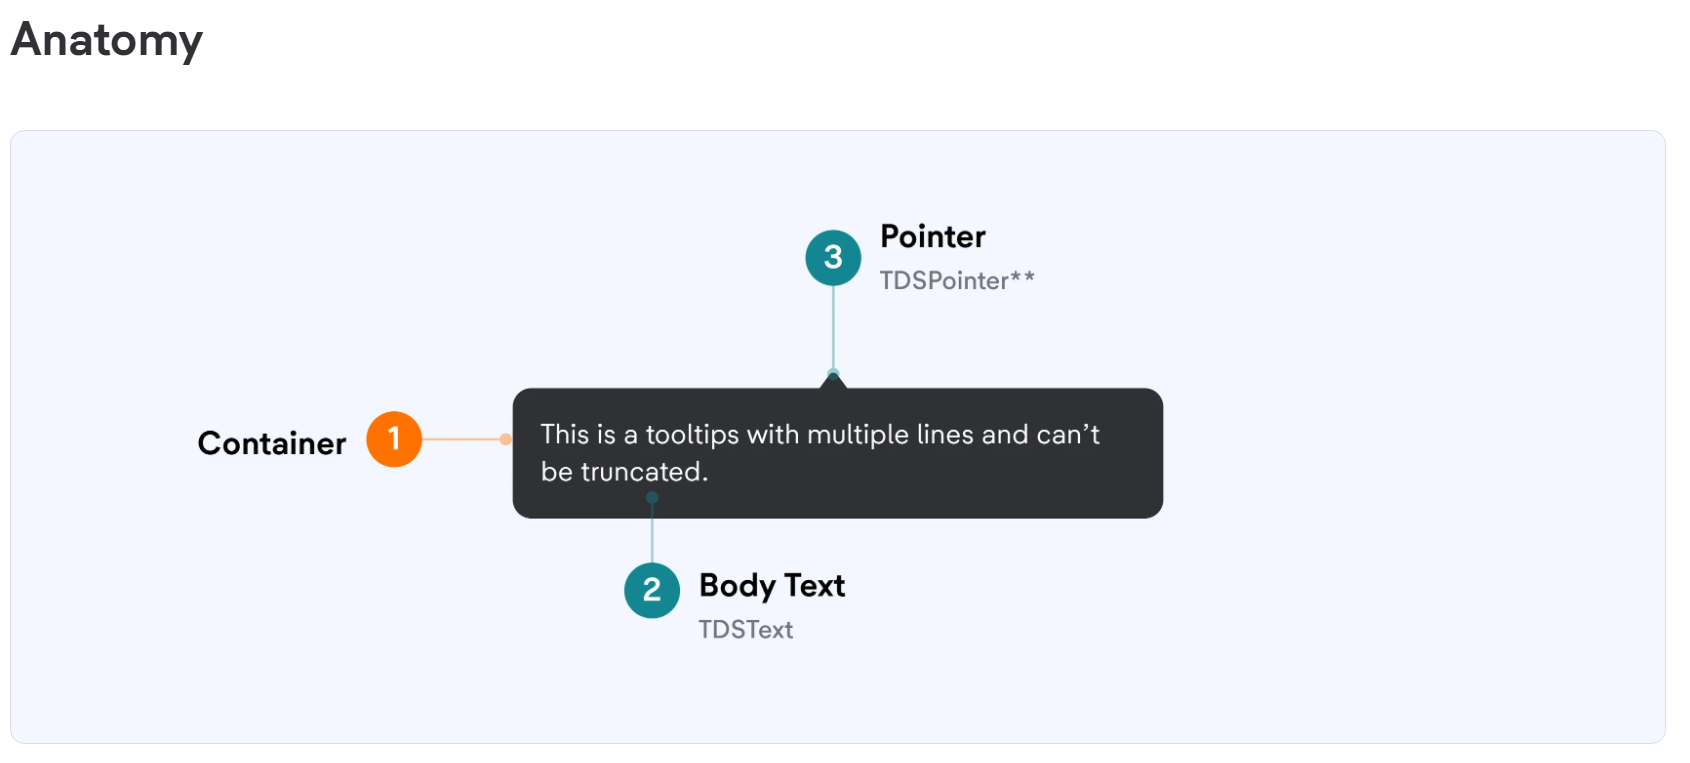 Anatomy
3
Pointer
TDSPointer**
Container
1
This is a tooltips with multiple lines and can’t
be truncated.
2
Body Text
TDSText